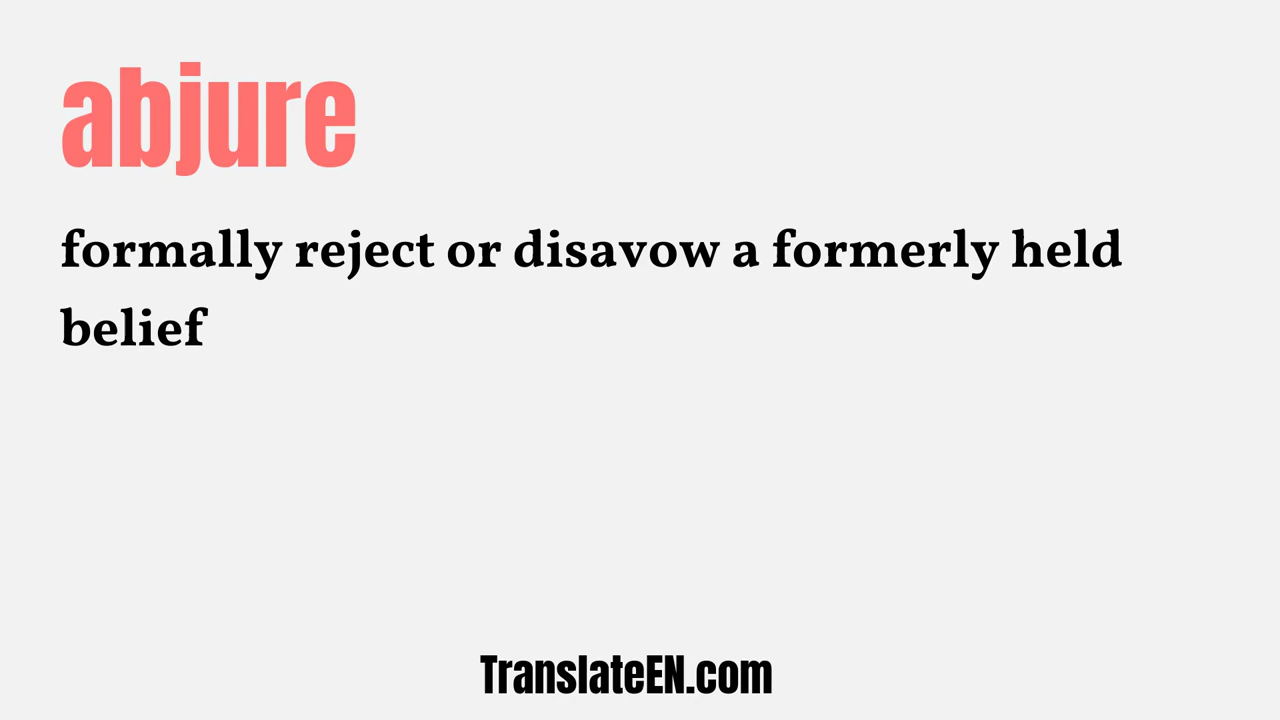 abjure
formally reject or disavow a formerly held
belief
TranslateEN.com